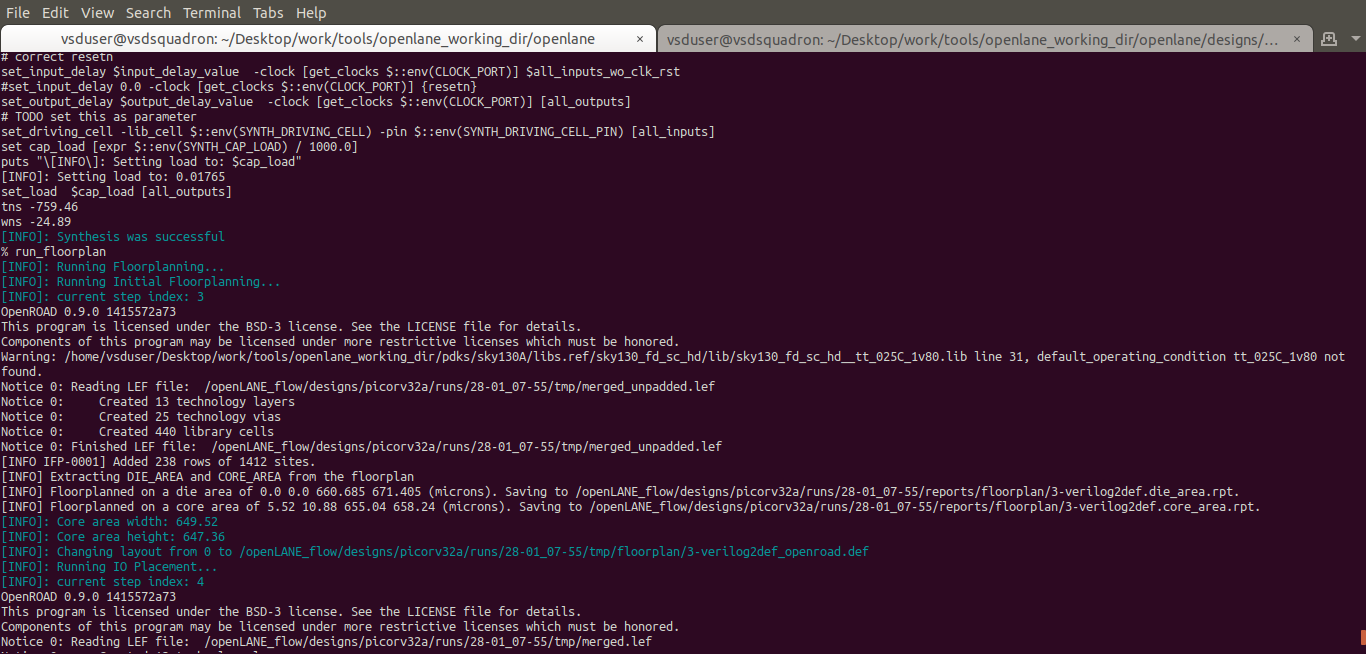 File Edit View Search Terminal Tabs Help
vsduser@vsdsquadron: ~/Desktop/work/tools/openlane_working_dir/openlane ×
vsduser@vsdsquadron: ~/Desktop/work/tools/openlane_working_dir/openlane/designs/... ×
# correct resetn
set_input_delay $input_delay_value  -clock [get_clocks $::env(CLOCK_PORT)] $all_inputs_wo_clk_rst
#set_input_delay 0.0 -clock [get_clocks $::env(CLOCK_PORT)] {resetn}
set_output_delay $output_delay_value  -clock [get_clocks $::env(CLOCK_PORT)] [all_outputs]
# TODO set this as parameter
set_driving_cell -lib_cell $::env(SYNTH_DRIVING_CELL) -pin $::env(SYNTH_DRIVING_CELL_PIN) [all_inputs]
set cap_load [expr $::env(SYNTH_CAP_LOAD) / 1000.0]
puts "\[INFO\]: Setting load to: $cap_load"
[INFO]: Setting load to: 0.01765
set_load  $cap_load [all_outputs]
tns -759.46
wns -24.89
[INFO]: Synthesis was successful
% run_floorplan
[INFO]: Running Floorplanning...
[INFO]: Running Initial Floorplanning...
[INFO]: current step index: 3
OpenROAD 0.9.0 1415572a73
This program is licensed under the BSD-3 license. See the LICENSE file for details.
Components of this program may be licensed under more restrictive licenses which must be honored.
Warning: /home/vsduser/Desktop/work/tools/openlane_working_dir/pdks/sky130A/libs.ref/sky130_fd_sc_hd/lib/sky130_fd_sc_hd__tt_025C_1v80.lib line 31, default_operating_condition tt_025C_1v80 not
found.
Notice 0: Reading LEF file:  /openLANE_flow/designs/picorv32a/runs/28-01_07-55/tmp/merged_unpadded.lef
Notice 0:     Created 13 technology layers
Notice 0:     Created 25 technology vias
Notice 0:     Created 440 library cells
Notice 0: Finished LEF file:  /openLANE_flow/designs/picorv32a/runs/28-01_07-55/tmp/merged_unpadded.lef
[INFO IFP-0001] Added 238 rows of 1412 sites.
[INFO] Extracting DIE_AREA and CORE_AREA from the floorplan
[INFO] Floorplanned on a die area of 0.0 0.0 660.685 671.405 (microns). Saving to /openLANE_flow/designs/picorv32a/runs/28-01_07-55/reports/floorplan/3-verilog2def.die_area.rpt.
[INFO] Floorplanned on a core area of 5.52 10.88 655.04 658.24 (microns). Saving to /openLANE_flow/designs/picorv32a/runs/28-01_07-55/reports/floorplan/3-verilog2def.core_area.rpt.
[INFO]: Core area width: 649.52
[INFO]: Core area height: 647.36
[INFO]: Changing layout from 0 to /openLANE_flow/designs/picorv32a/runs/28-01_07-55/tmp/floorplan/3-verilog2def_openroad.def
[INFO]: Running IO Placement...
[INFO]: current step index: 4
OpenROAD 0.9.0 1415572a73
This program is licensed under the BSD-3 license. See the LICENSE file for details.
Components of this program may be licensed under more restrictive licenses which must be honored.
Notice 0: Reading LEF file:  /openLANE_flow/designs/picorv32a/runs/28-01_07-55/tmp/merged.lef